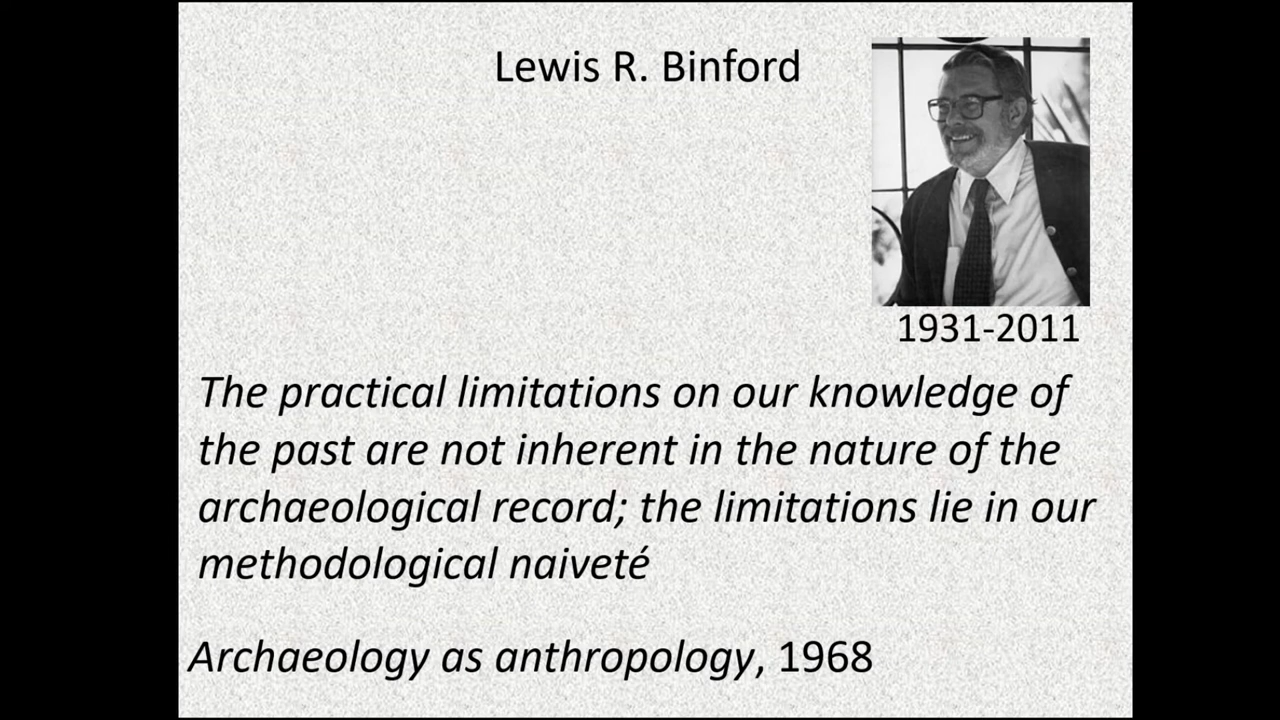 Lewis R. Binford
1931-2011
The practical limitations on our knowledge of
the past are not inherent in the nature of the
archaeological record; the limitations lie in our
methodological naiveté
Archaeology as anthropology, 1968